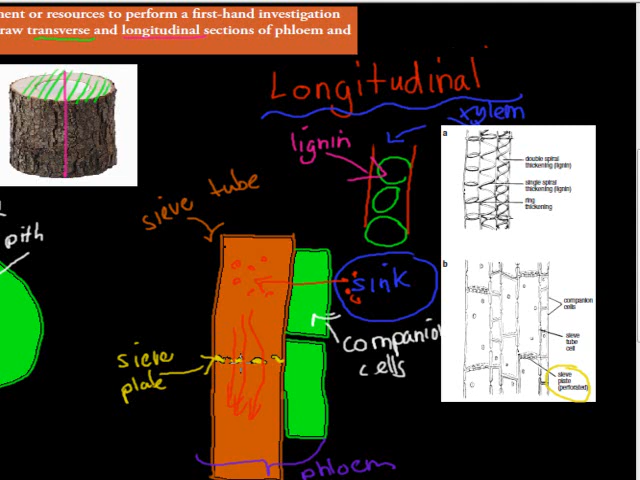 ment or resources to perform a first-hand investigation
raw transverse and longitudinal sections of phloem and
Longitudinal
xylem
lignin
a
double spiral
thickening (lignin)
single spiral
thickening (lignin)
ring
thickening
sieve tube
pith
sink
b
companion
cells
companion
cells
sieve
tube
cell
sieve
plate
sieve
plate
(perforated)
phloem